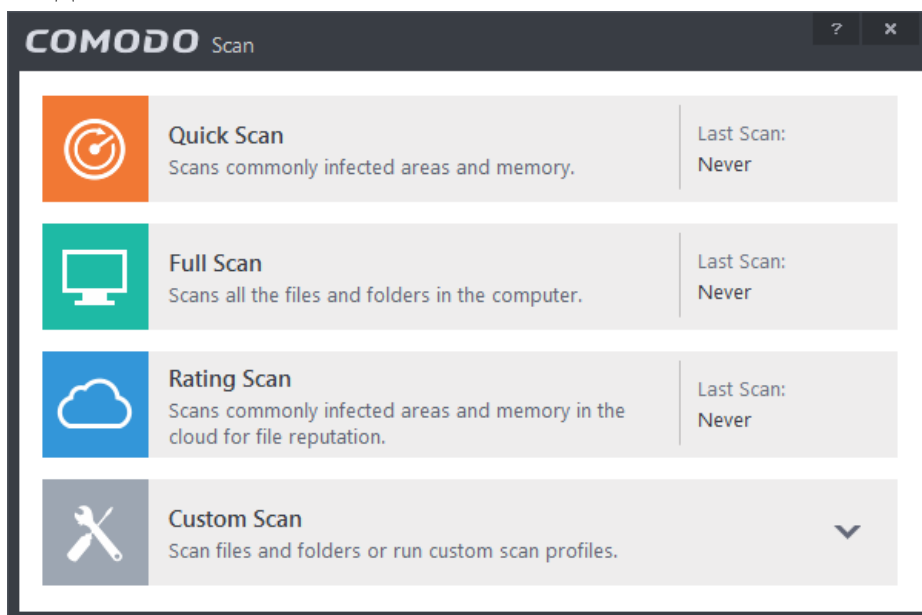 COMODO Scan ? x
Quick Scan
Scans commonly infected areas and memory.
Last Scan:
Never
Full Scan
Scans all the files and folders in the computer.
Last Scan:
Never
Rating Scan
Scans commonly infected areas and memory in the
cloud for file reputation.
Last Scan:
Never
Custom Scan
Scan files and folders or run custom scan profiles.